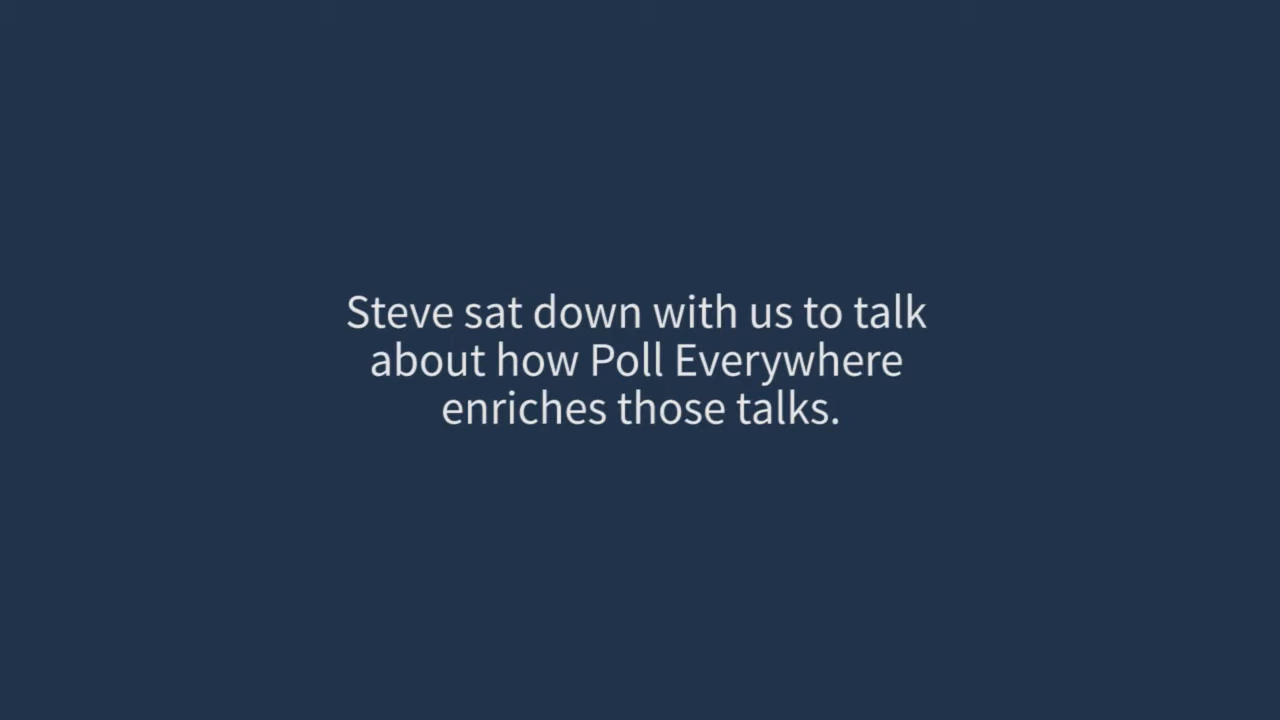 Steve sat down with us to talk
about how Poll Everywhere
enriches those talks.